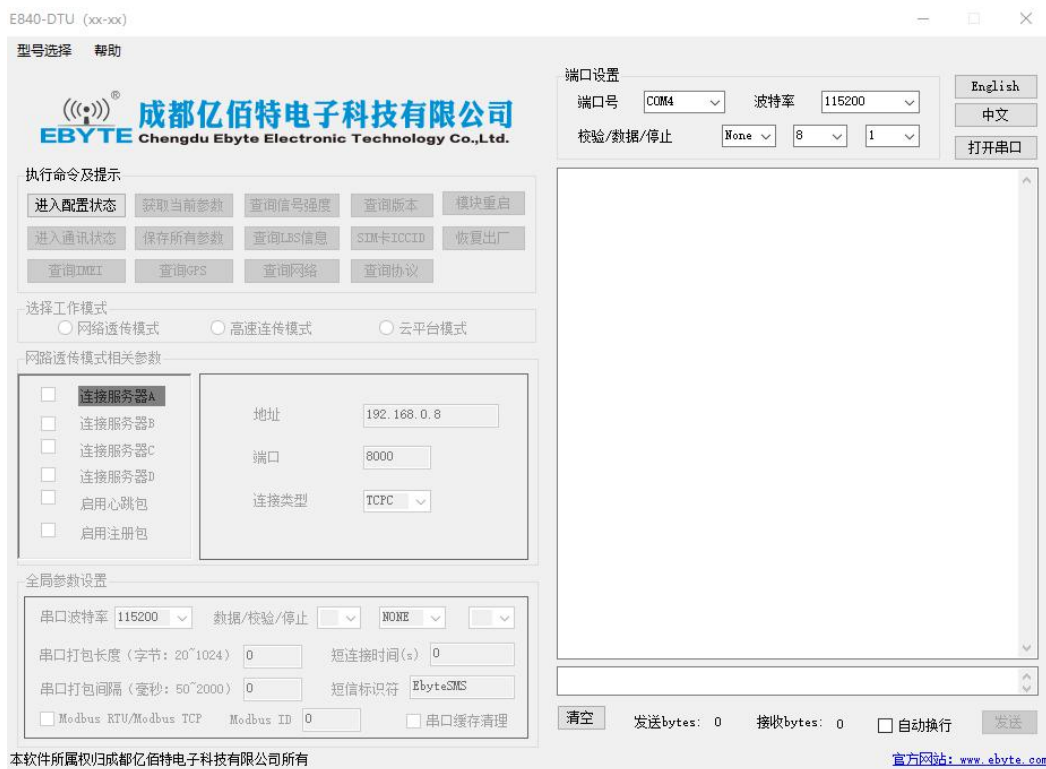 E840-DTU (xx-xx)
型号选择 帮助
((·)) ®
EBYTE 成都亿佰特电子科技有限公司
Chengdu Ebyte Electronic Technology Co.,Ltd.
端口设置
端口号 COM4 波特率 115200
校验/数据/停止 None 8 1
English
中文
打开串口
执行命令及提示
进入配置状态 获取当前参数 查询信号强度 查询版本 模块重启
进入通讯状态 保存所有参数 查询LBS信息 SIM卡ICCID 恢复出厂
查询IMEI 查询GPS 查询网络 查询协议
选择工作模式
网络透传模式 高速连传模式 云平台模式
网路透传模式相关参数
连接服务器A
连接服务器B
连接服务器C
连接服务器D
启用心跳包
启用注册包
地址 192.168.0.8
端口 8000
连接类型 TCPC
全局参数设置
串口波特率 115200 数据/校验/停止 NONE
串口打包长度（字节：20~1024） 0 短连接时间(s) 0
串口打包间隔（毫秒：50~2000） 0 短信标识符 EbyteSMS
Modbus RTU/Modbus TCP Modbus ID 0 串口缓存清理
清空 发送bytes: 0 接收bytes: 0 自动换行 发送
本软件所属权归成都亿佰特电子科技有限公司所有
官方网站: www.ebyte.com